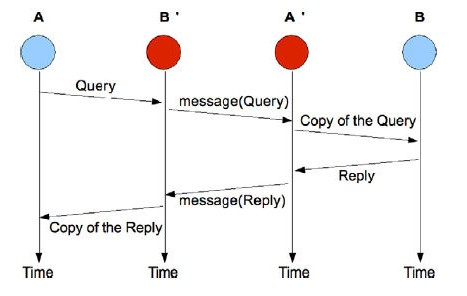 A B ' A ' B
Query
message(Query)
Copy of the Query
Reply
message(Reply)
Copy of the Reply
Time Time Time Time